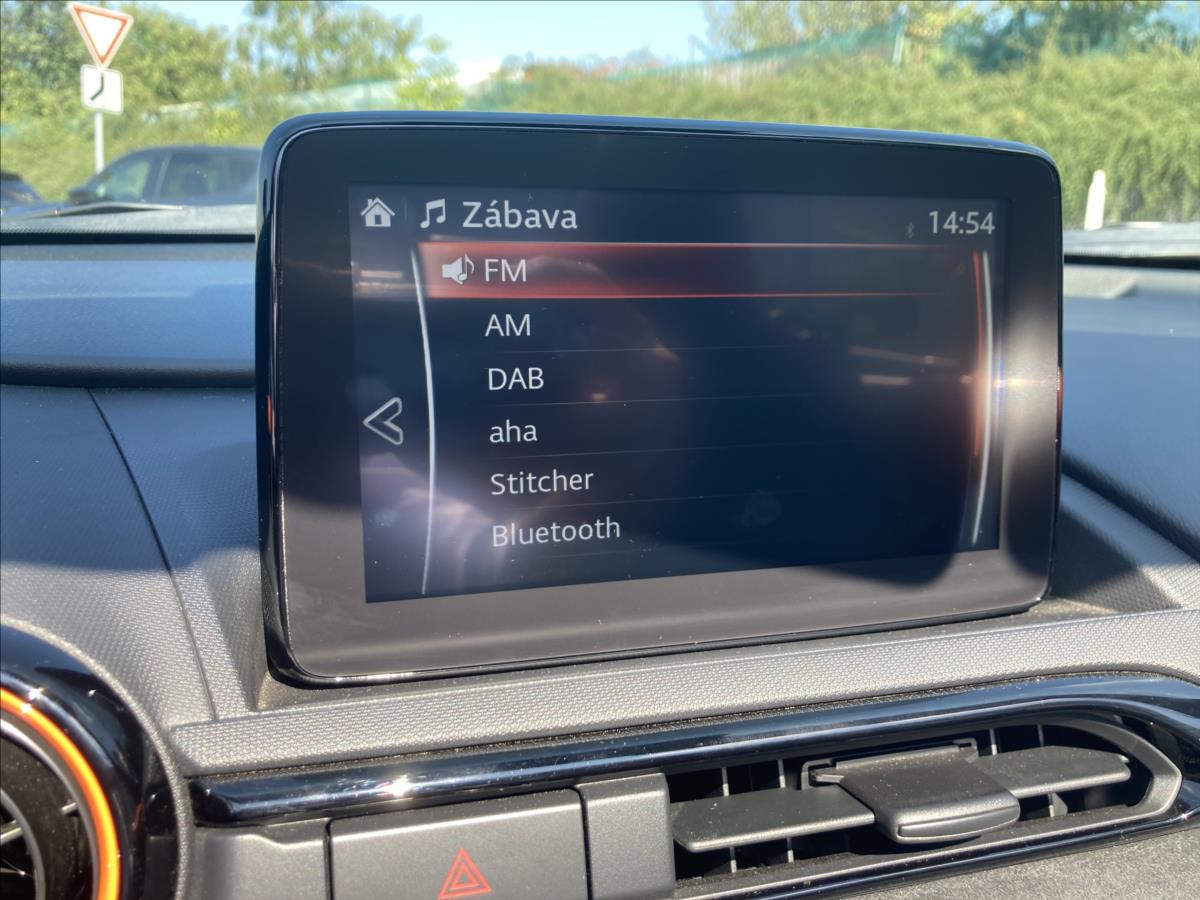 Zábava
14:54
FM
AM
DAB
aha
Stitcher
Bluetooth